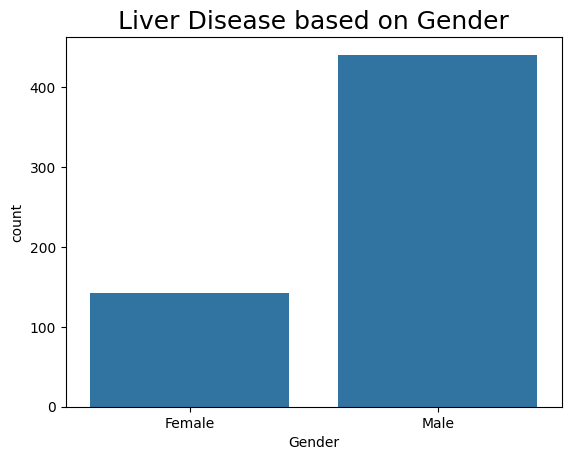 Liver Disease based on Gender
count
400
300
200
100
0
Female Male
Gender